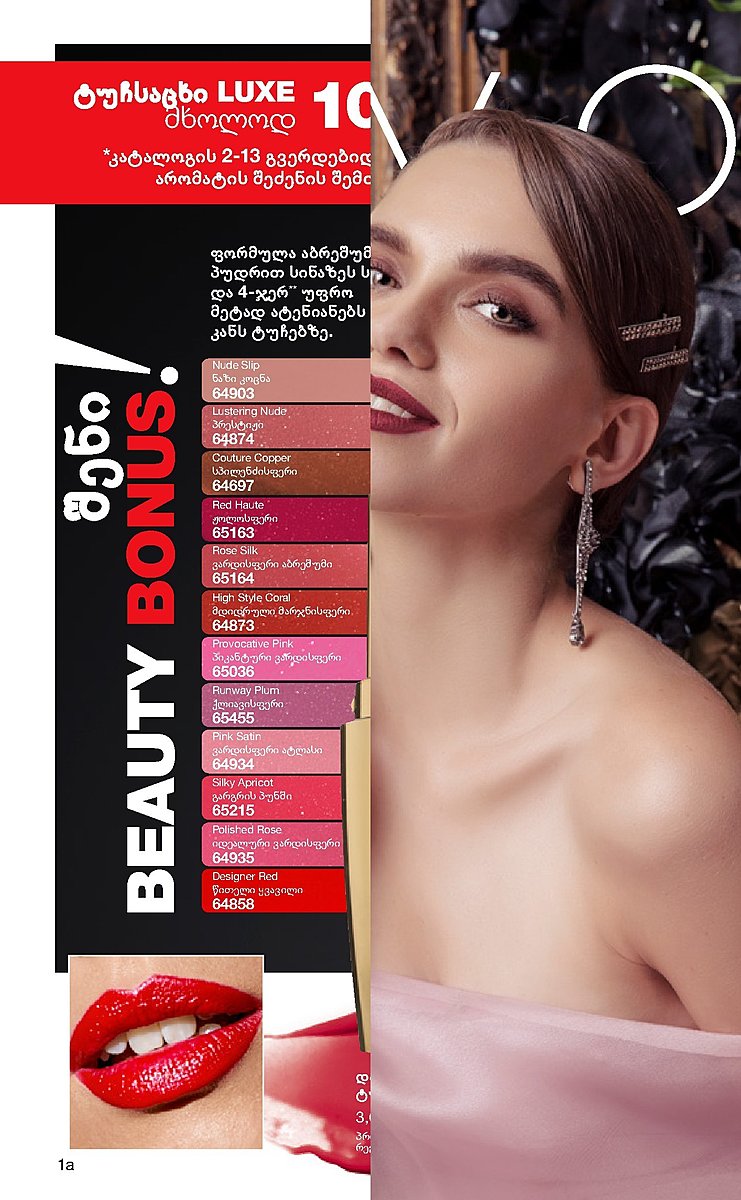 ტუჩსაცხი LUXE
მხოლოდ 10
*კატალოგის 2-13 გვერდებიდ
არომატის შეძენის შემ
ფორმულა აბრეშუმ
პუდრით სინაზეს ს
და 4-ჯერ** უფრო
მეტად ატენიანებს
კანს ტუჩებზე.
შენი
BEAUTY BONUS.
Nude Slip
ნაზი კოცნა
64903
Lustering Nude
პრესტიჟი
64874
Couture Copper
სპილენძისფერი
64697
Red Haute
ჟოლოსფერი
65163
Rose Silk
ვარდისფერი აბრეშუმი
65164
High Style Coral
მდიდრული მარჯნისფერი
64873
Provocative Pink
პიკანტური ვარდისფერი
65036
Runway Plum
ქლიავისფერი
65455
Pink Satin
ვარდისფერი ატლასი
64934
Silky Apricot
გარგრის პუნში
65215
Polished Rose
იდეალური ვარდისფერი
64935
Designer Red
წითელი ყვავილი
64858
1a